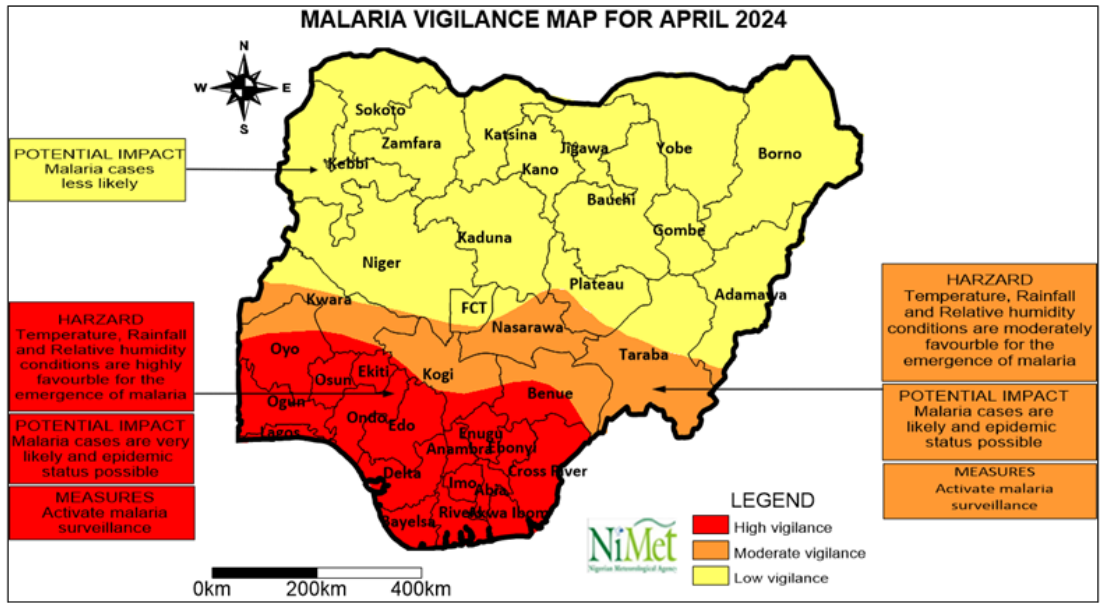 MALARIA VIGILANCE MAP FOR APRIL 2024
N
W
E
S
POTENTIAL IMPACT
Malaria cases
less likely
HARZARD
Temperature, Rainfall
and Relative humidity
conditions are highly
favourble for the
emergence of malaria
POTENTIAL IMPACT
Malaria cases are very
likely and epidemic
status possible
MEASURES
Activate malaria
surveillance
Sokoto
Zamfara
Kebbi
Katsina
Jigawa
Kano
Yobe
Borno
Bauchi
Gombe
Kaduna
Niger
Plateau
Adamawa
FCT
Kwara
Nasarawa
Taraba
Oyo
Osun
Ekiti
Kogi
Benue
Ogun
Ondo
Edo
Lagos
Enugu
Anambra
Ebonyi
Delta
Cross River
Imo
Abia
Bayelsa
Rivers
Akwa Ibom
HARZARD
Temperature, Rainfall
and Relative humidity
conditions are moderately
favourble for the
emergence of malaria
POTENTIAL IMPACT
Malaria cases are
likely and epidemic
status possible
MEASURES
Activate malaria
surveillance
LEGEND
High vigilance
Moderate vigilance
Low vigilance
NiMet
Nigerian Meteorological Agency
0km
200km
400km